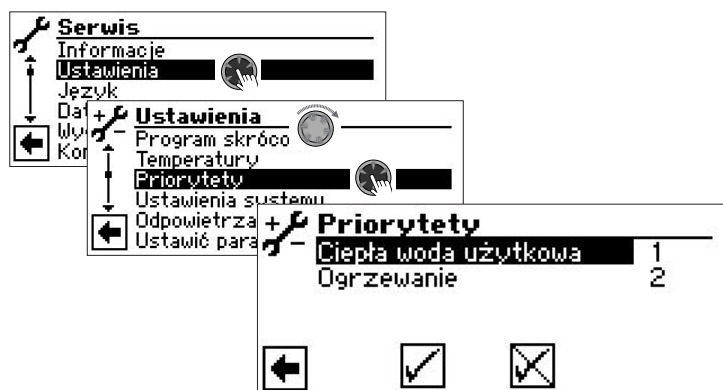 Serwis
Informacje
Ustawienia
Język
Ustawienia
Program skróco
Temperatury
Priorytety
Ustawienia systemu
Odpowietrza
Ustawić para
Priorytety
Ciepła woda użytkowa 1
Ogrzewanie 2